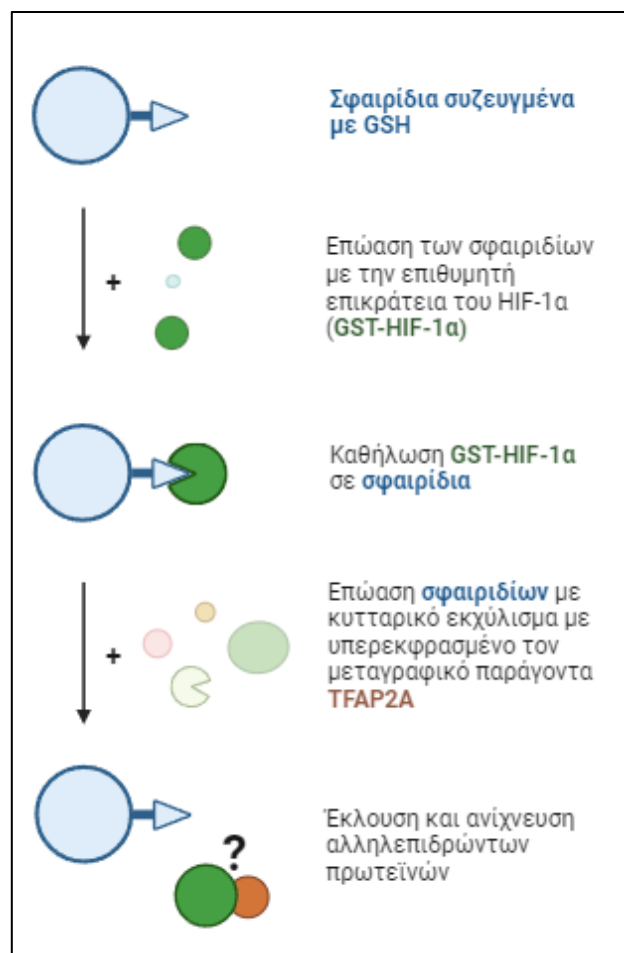 Σφαιρίδια συζευγμένα
με GSH
+
Επώαση των σφαιριδίων
με την επιθυμητή
επικράτεια του HIF-1α
(GST-HIF-1α)
Καθήλωση GST-HIF-1α
σε σφαιρίδια
+
Επώαση σφαιριδίων με
κυτταρικό εκχύλισμα με
υπερεκφρασμένο τον
μεταγραφικό παράγοντα
TFAP2A
?
Έκλουση και ανίχνευση
αλληλεπιδρώντων
πρωτεϊνών